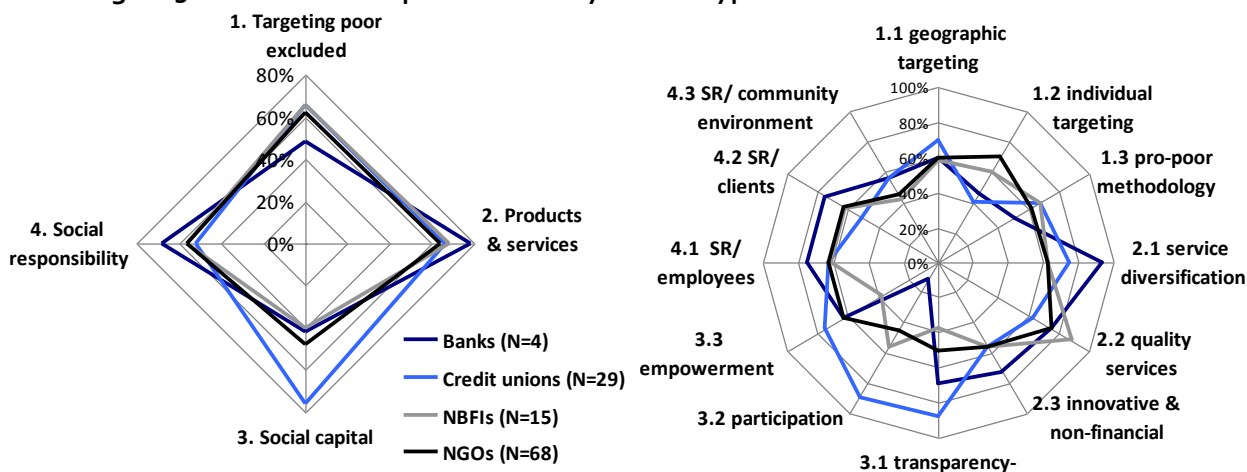 1. Targeting poor
excluded
80%
60%
40%
20%
0%
2. Products
& services
3. Social capital
4. Social
responsibility
Banks (N=4)
Credit unions (N=29)
NBFIs (N=15)
NGOs (N=68)
1.1 geographic
targeting
100%
80%
60%
40%
20%
0%
1.2 individual
targeting
1.3 pro-poor
methodology
2.1 service
diversification
2.2 quality
services
2.3 innovative &
non-financial
3.1 transparency-
3.2 participation
3.3
empowerment
4.1 SR/
employees
4.2 SR/
clients
4.3 SR/ community
environment